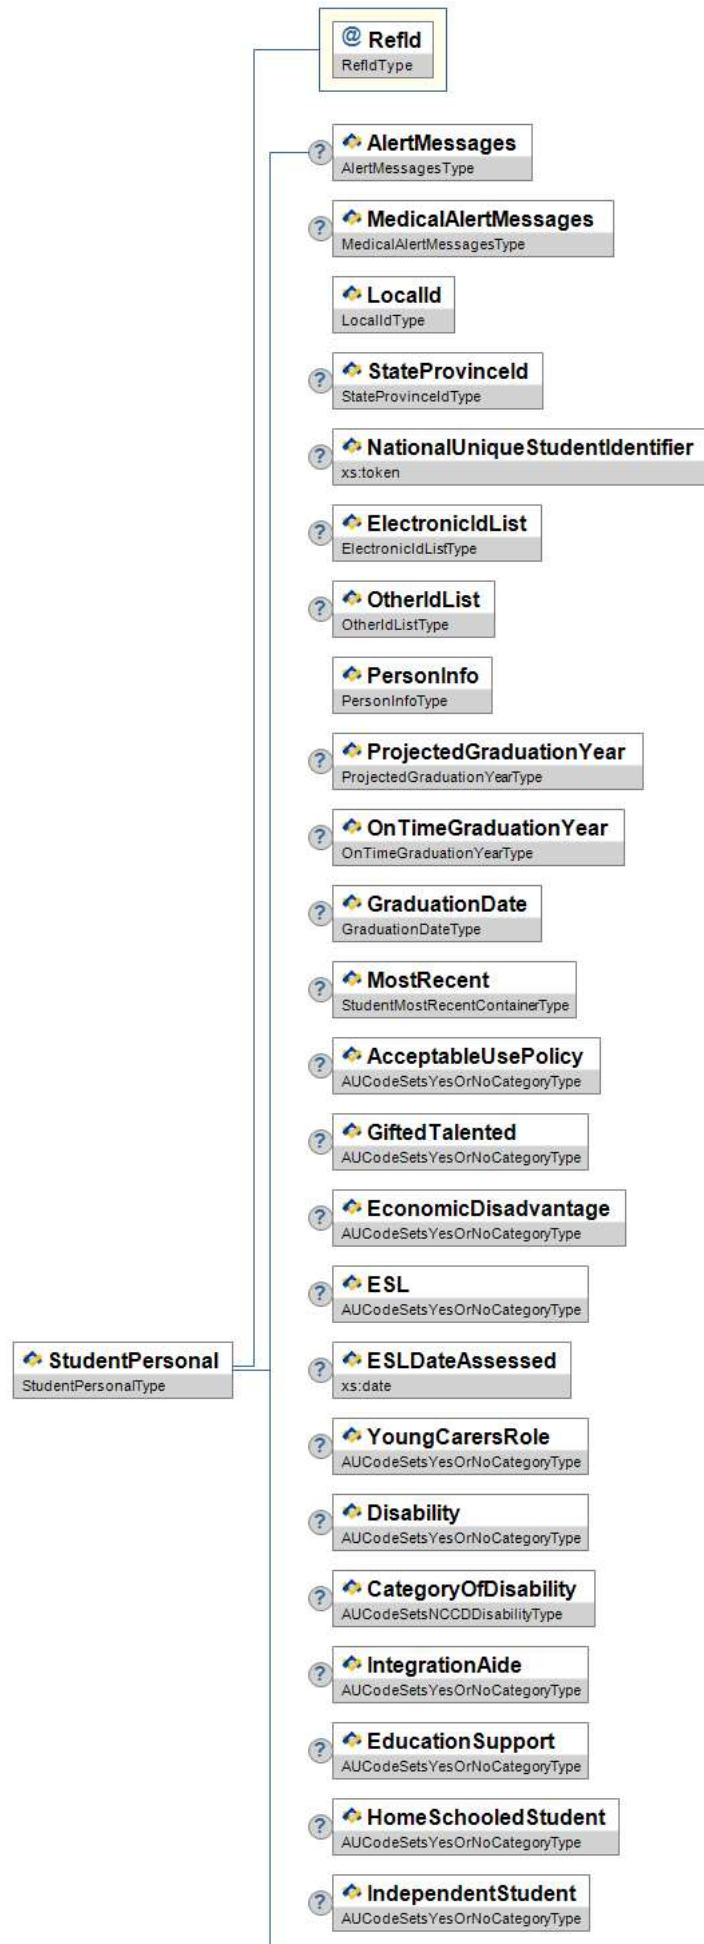 @ RefId
RefIdType
? AlertMessages
AlertMessagesType
? MedicalAlertMessages
MedicalAlertMessagesType
LocalId
LocalIdType
? StateProvinceId
StateProvinceIdType
? NationalUniqueStudentIdentifier
xs:token
? ElectronicIdList
ElectronicIdListType
? OtherIdList
OtherIdListType
PersonInfo
PersonInfoType
? ProjectedGraduationYear
ProjectedGraduationYearType
? OnTimeGraduationYear
OnTimeGraduationYearType
? GraduationDate
GraduationDateType
? MostRecent
StudentMostRecentContainerType
? AcceptableUsePolicy
AUCodeSetsYesOrNoCategoryType
? GiftedTalented
AUCodeSetsYesOrNoCategoryType
? EconomicDisadvantage
AUCodeSetsYesOrNoCategoryType
? ESL
AUCodeSetsYesOrNoCategoryType
StudentPersonal
StudentPersonalType
? ESLDateAssessed
xs:date
? YoungCarersRole
AUCodeSetsYesOrNoCategoryType
? Disability
AUCodeSetsYesOrNoCategoryType
? CategoryOfDisability
AUCodeSetsNCCDDisabilityType
? IntegrationAide
AUCodeSetsYesOrNoCategoryType
? EducationSupport
AUCodeSetsYesOrNoCategoryType
? HomeSchooledStudent
AUCodeSetsYesOrNoCategoryType
? IndependentStudent
AUCodeSetsYesOrNoCategoryType